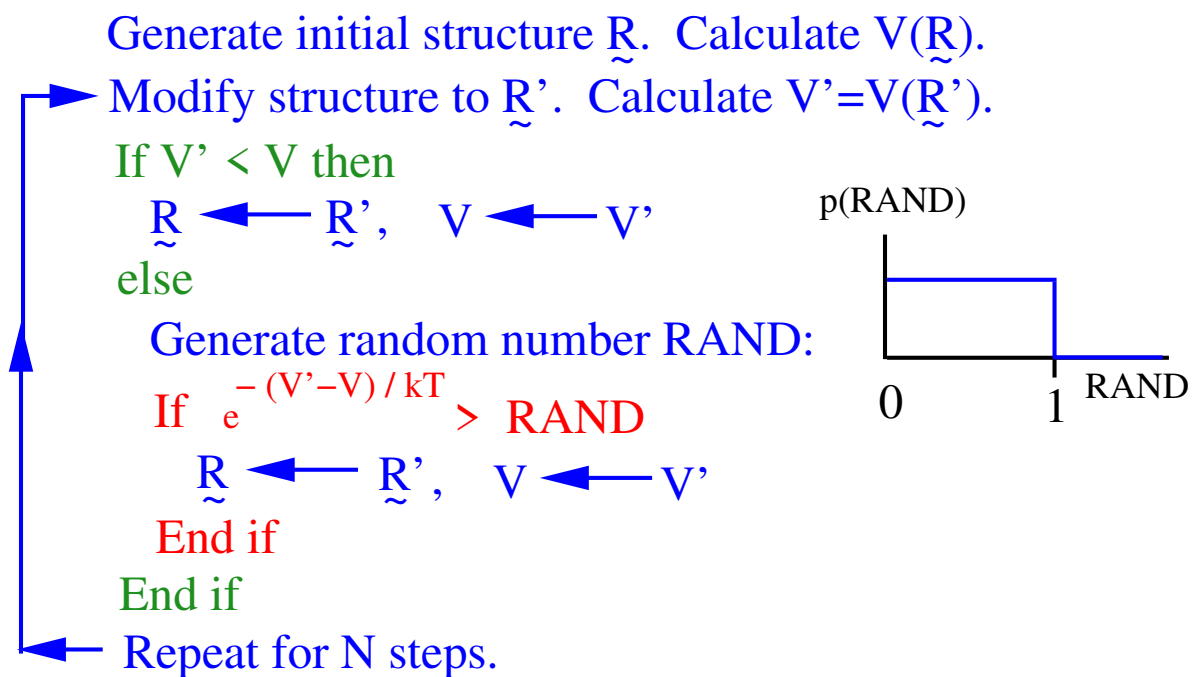 Generate initial structure R̰. Calculate V(R̰).
Modify structure to R̰’. Calculate V’=V(R̰’).
If V’ < V then
R̰ ← R̰’, V ← V’
p(RAND)
else
Generate random number RAND:
If e − (V’−V) / kT > RAND
0 1 RAND
R̰ ← R̰’, V ← V’
End if
End if
Repeat for N steps.